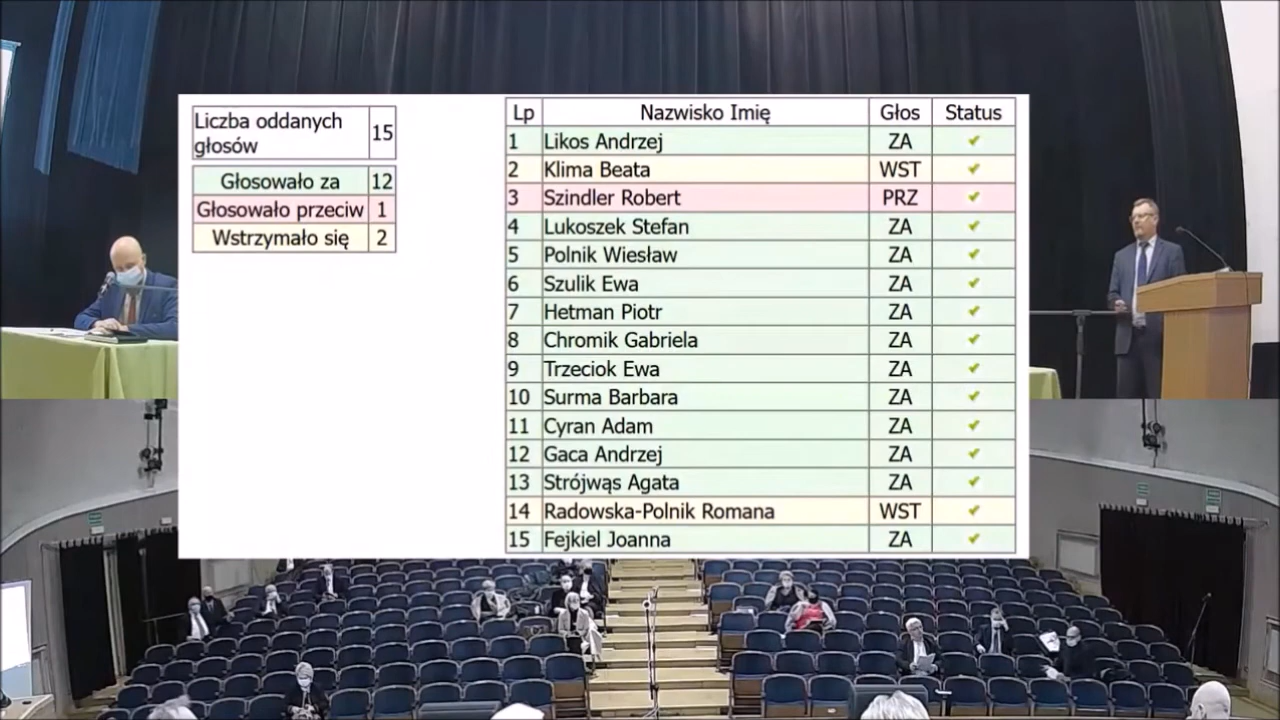 Liczba oddanych głosów 15
Głosowało za 12
Głosowało przeciw 1
Wstrzymało się 2
Lp Nazwisko Imię Głos Status
1 Likos Andrzej ZA
2 Klima Beata WST
3 Szindler Robert PRZ
4 Lukoszek Stefan ZA
5 Polnik Wiesław ZA
6 Szulik Ewa ZA
7 Hetman Piotr ZA
8 Chromik Gabriela ZA
9 Trzeciok Ewa ZA
10 Surma Barbara ZA
11 Cyran Adam ZA
12 Gaca Andrzej ZA
13 Strójwąs Agata ZA
14 Radowska-Polnik Romana WST
15 Fejkiel Joanna ZA